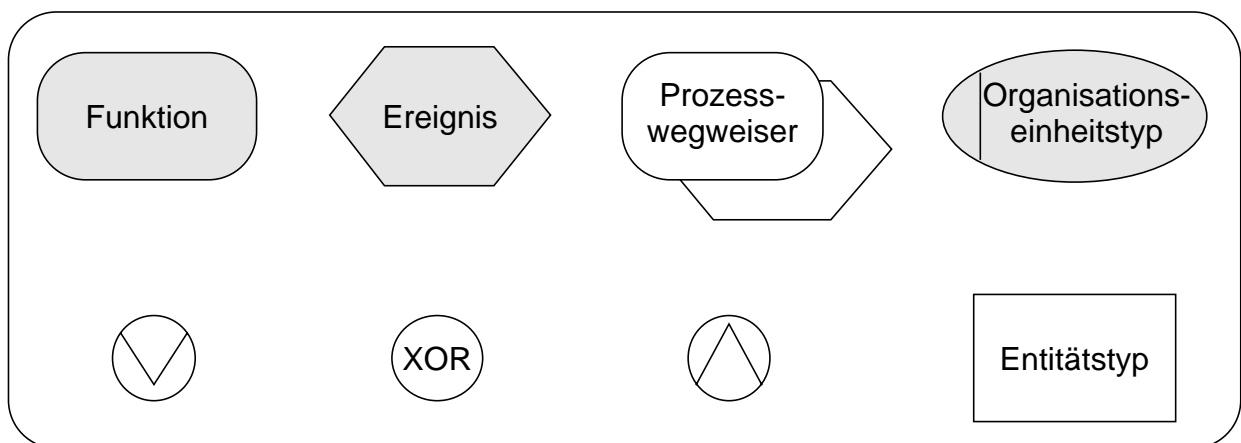 Funktion
Ereignis
Prozess-
wegweiser
Organisations-
einheitstyp
XOR
Entitätstyp